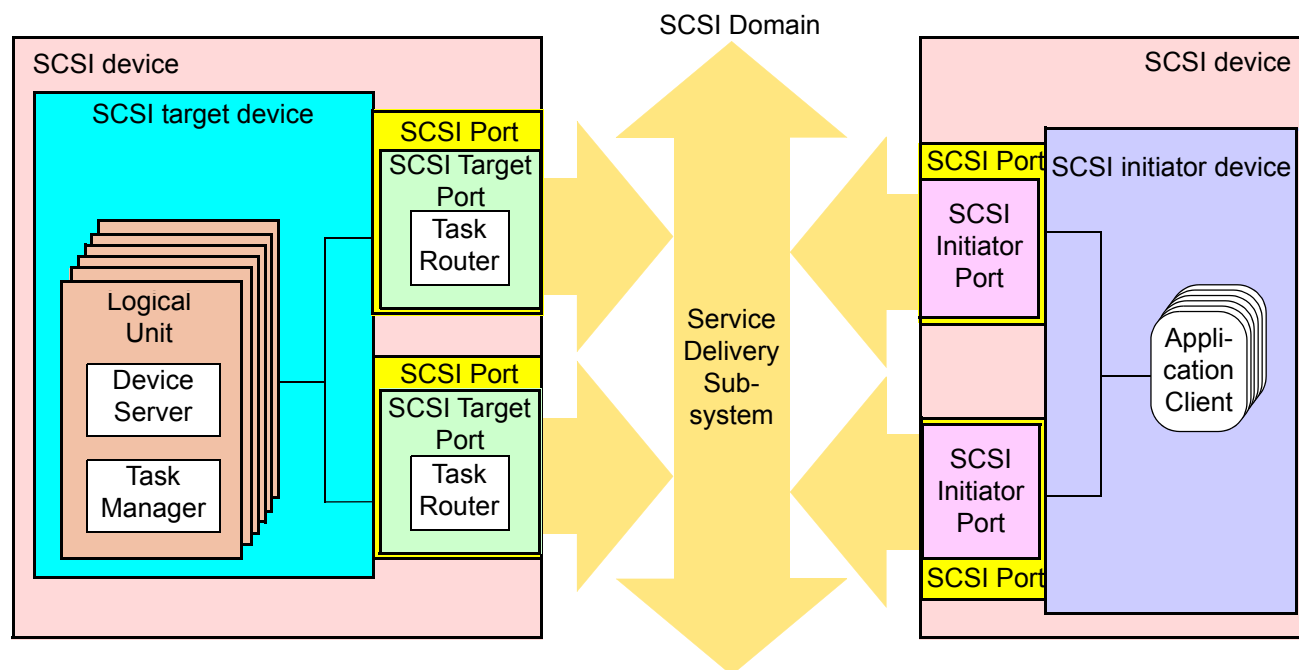 SCSI Domain
SCSI device
SCSI target device
SCSI Port
SCSI Target
Port
Task
Router
Logical
Unit
Device
Server
Task
Manager
SCSI Port
SCSI Target
Port
Task
Router
Service
Delivery
Sub-
system
SCSI device
SCSI Port
SCSI initiator device
SCSI
Initiator
Port
Appli-
cation
Client
SCSI
Initiator
Port
SCSI Port